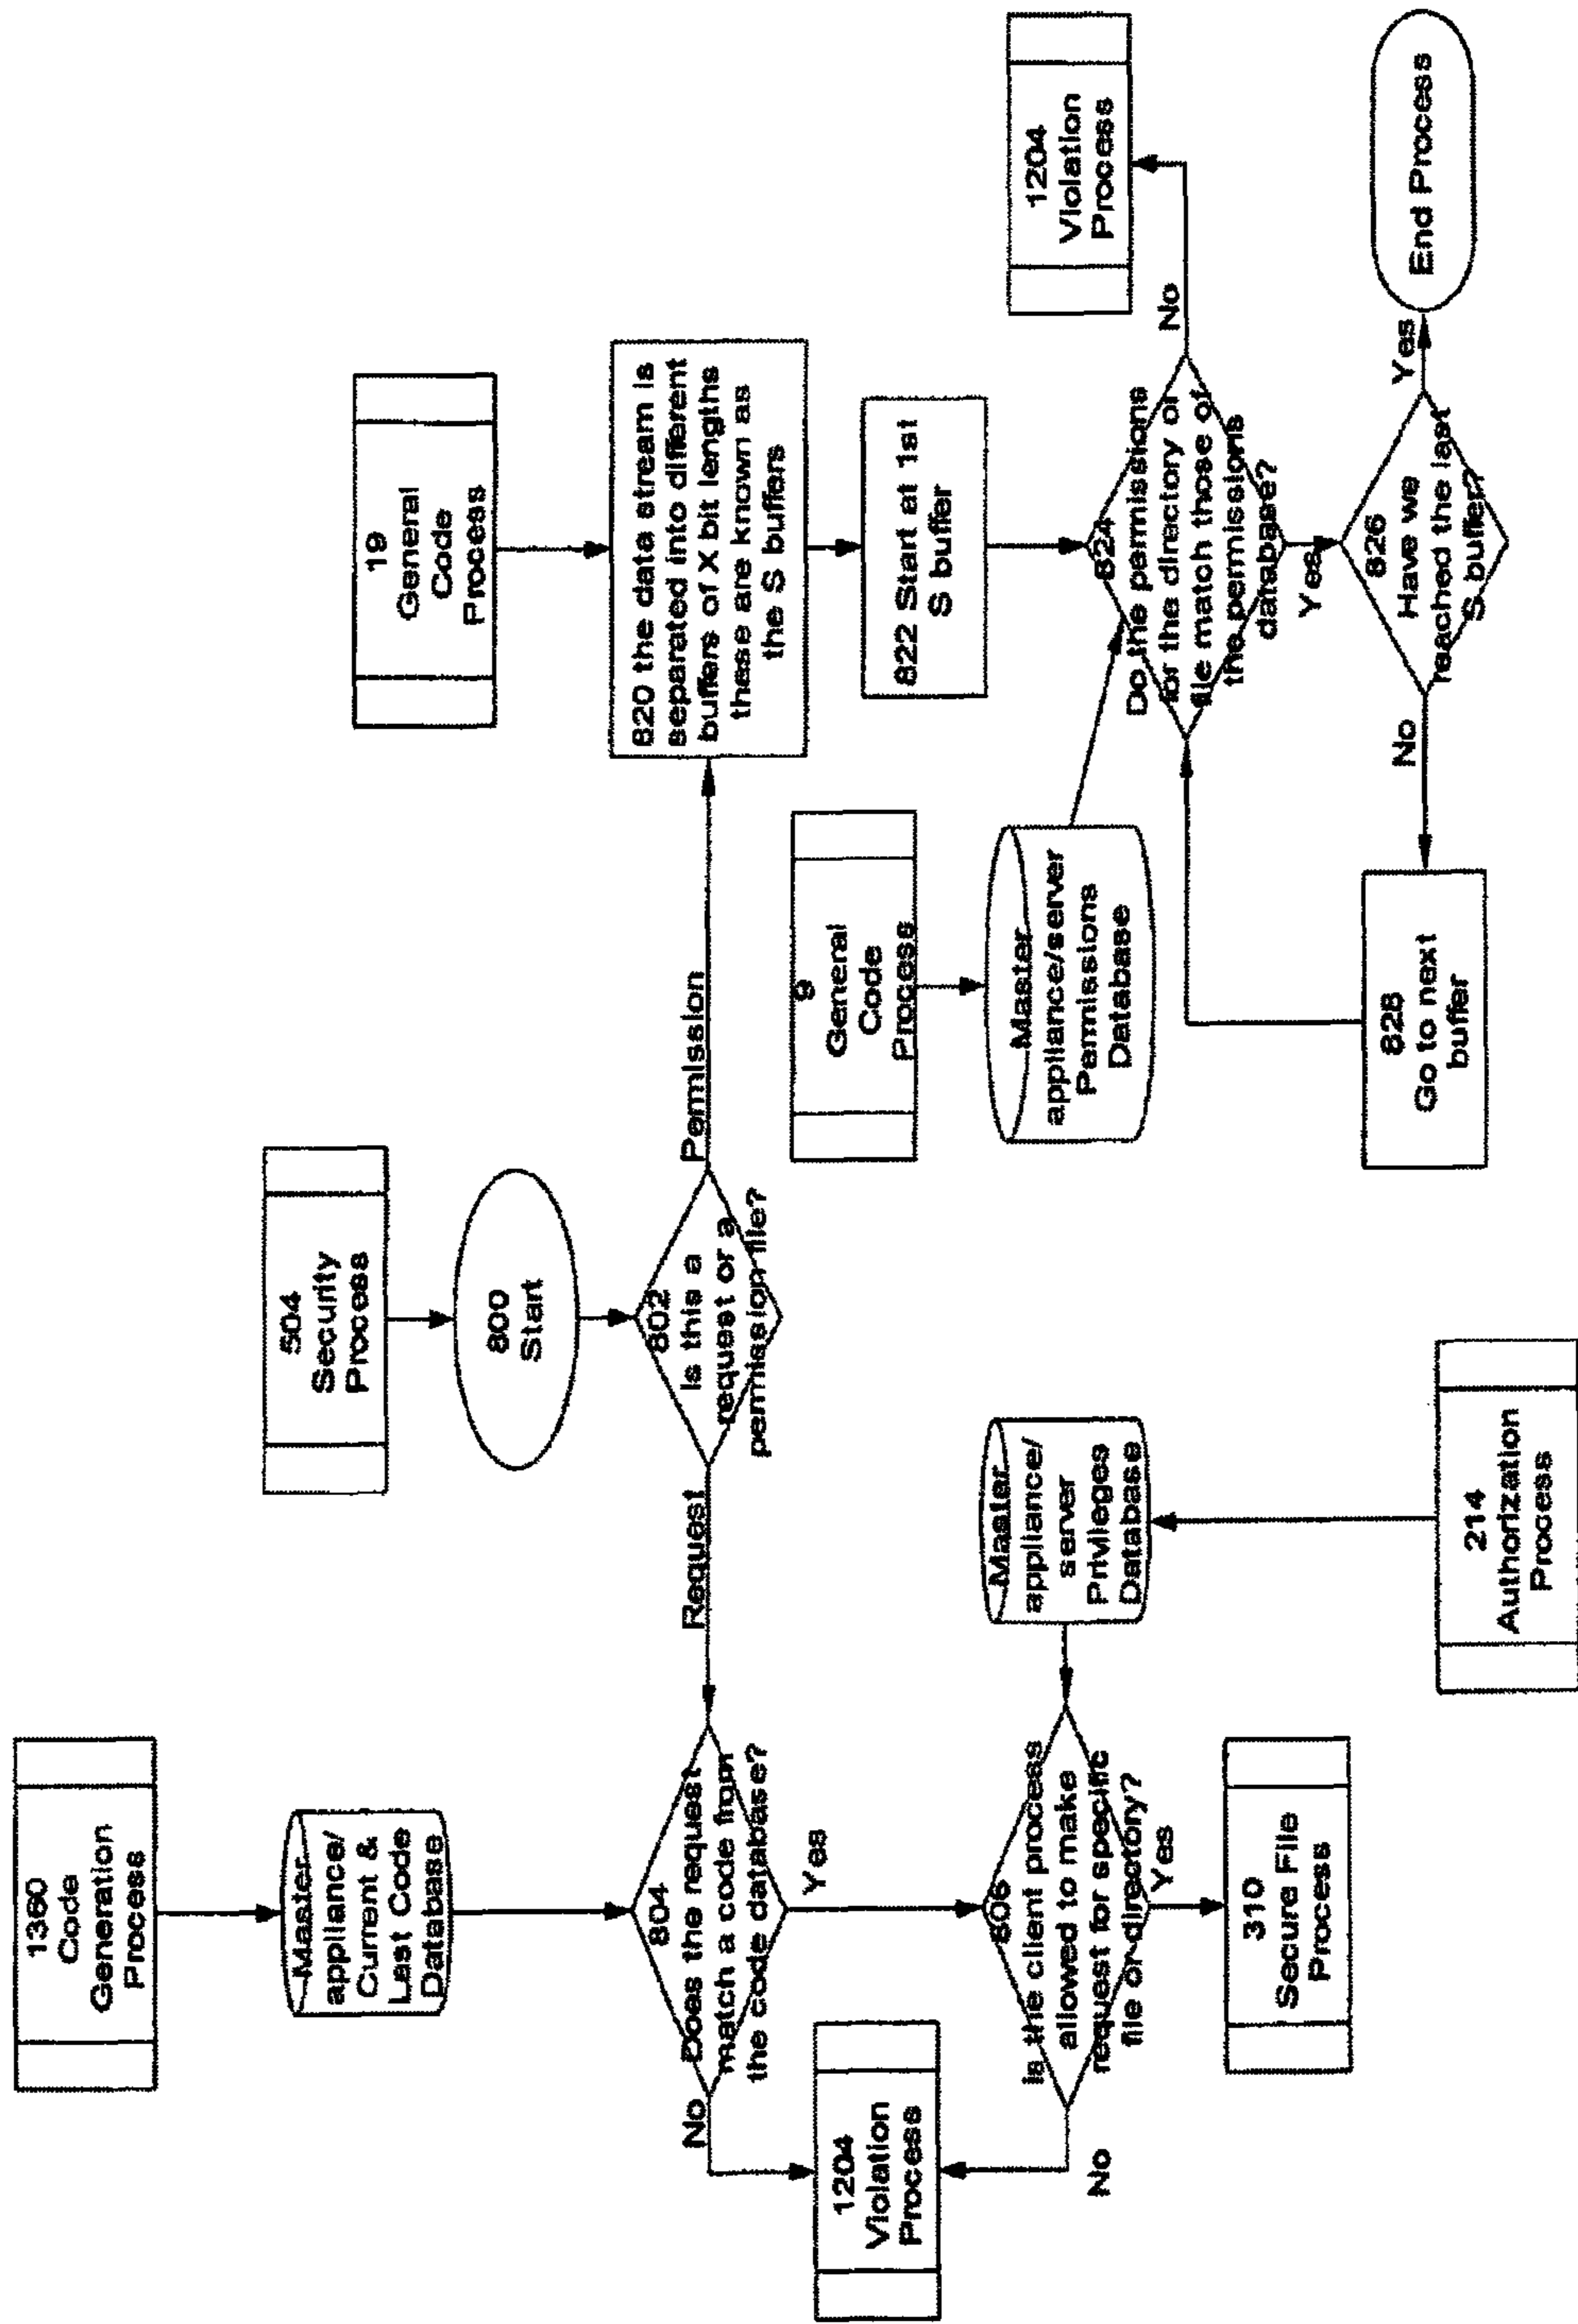 1360
Code
Generation
Process
Master
appliance/
Current &
Last Code
Database
804
Does the request
match a code from
the code database?
No
Yes
1204
Violation
Process
806
Is the client process
allowed to make
request for specific
file or directory?
No
Yes
310
Secure File
Process
Master
appliance/
server
Privileges
Database
214
Authorization
Process
504
Security
Process
800
Start
802
Is this a
request or a
permission file?
Request
Permission
19
General
Code
Process
820 the data stream is
separated into different
buffers of X bit lengths
these are known as
the S buffers
822 Start at 1st
S buffer
9
General
Code
Process
Master
appliance/server
Permissions
Database
824
Do the permissions
for the directory or
file match those of
the permissions
database?
No
Yes
1204
Violation
Process
826
Have we
reached the last
S buffer?
No
Yes
828
Go to next
buffer
End Process